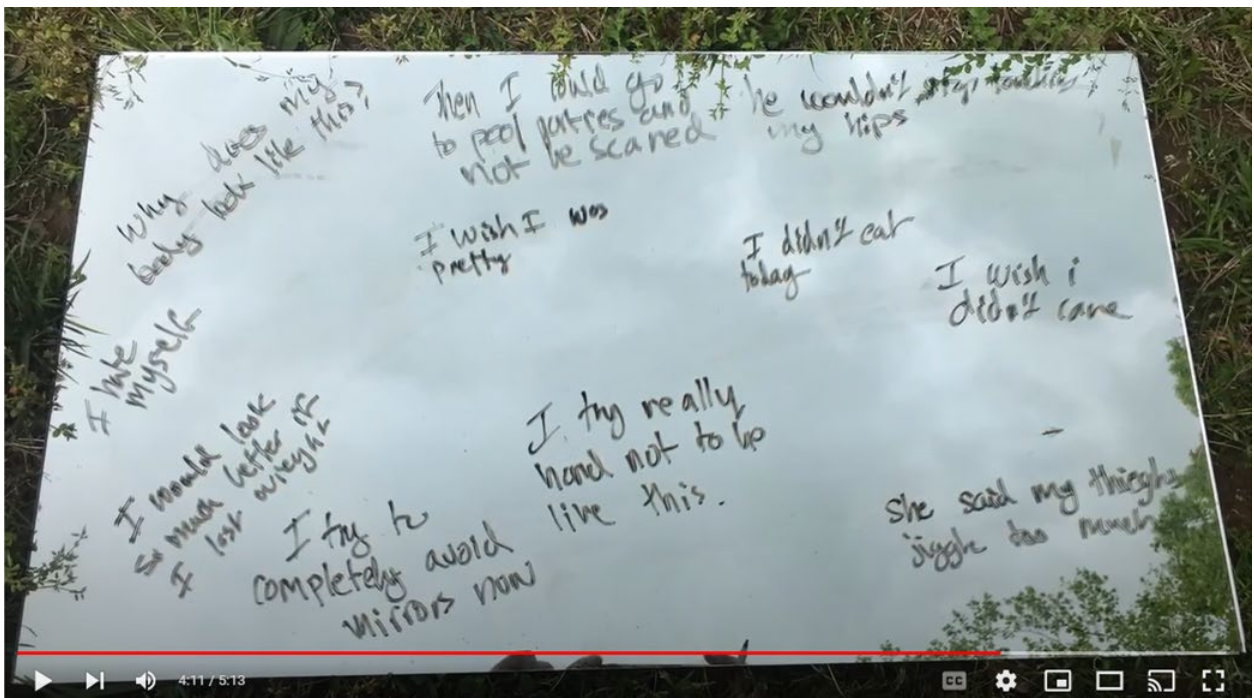 Why does my
body look like this?
Then I could go
to pool parties and
not be scared
he wouldn't stop touching
my hips
I wish I was
pretty
I didn't eat
today
I wish i
didn't care
I hate
myself
I would look
so much better if
I lost wieght
I try to
completely avoid
mirrors now
I try really
hard not to be
like this.
She said my thieghs
jiggle too much
4:11 / 5:13
CC